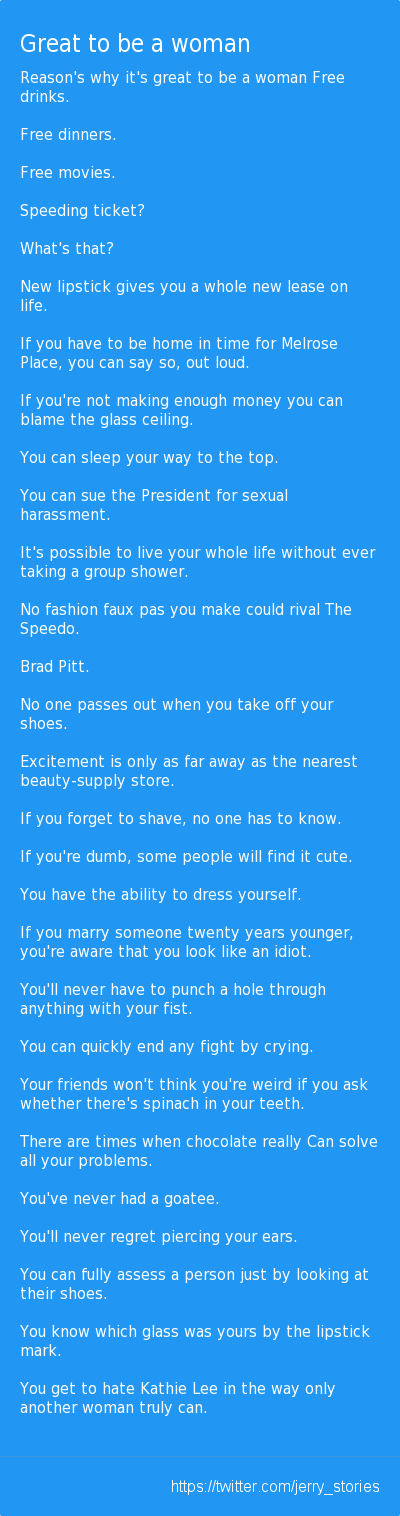 Great to be a woman
Reason's why it's great to be a woman Free
drinks.
Free dinners.
Free movies.
Speeding ticket?
What's that?
New lipstick gives you a whole new lease on
life.
If you have to be home in time for Melrose
Place, you can say so, out loud.
If you're not making enough money you can
blame the glass ceiling.
You can sleep your way to the top.
You can sue the President for sexual
harassment.
It's possible to live your whole life without ever
taking a group shower.
No fashion faux pas you make could rival The
Speedo.
Brad Pitt.
No one passes out when you take off your
shoes.
Excitement is only as far away as the nearest
beauty-supply store.
If you forget to shave, no one has to know.
If you're dumb, some people will find it cute.
You have the ability to dress yourself.
If you marry someone twenty years younger,
you're aware that you look like an idiot.
You'll never have to punch a hole through
anything with your fist.
You can quickly end any fight by crying.
Your friends won't think you're weird if you ask
whether there's spinach in your teeth.
There are times when chocolate really Can solve
all your problems.
You've never had a goatee.
You'll never regret piercing your ears.
You can fully assess a person just by looking at
their shoes.
You know which glass was yours by the lipstick
mark.
You get to hate Kathie Lee in the way only
another woman truly can.
https://twitter.com/jerry_stories